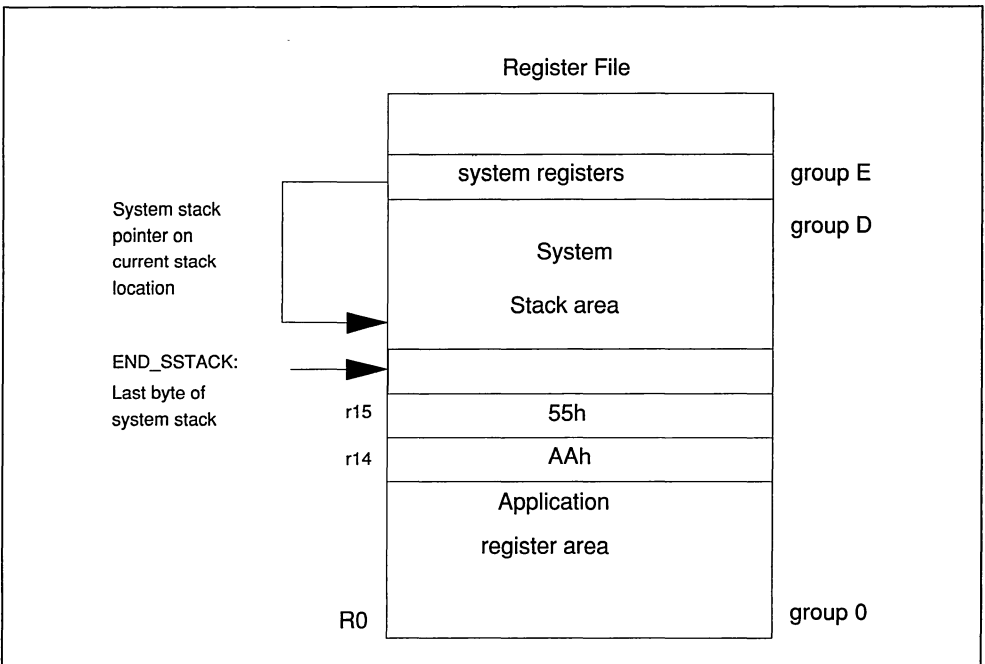 Register File
system registers
group E
System stack
pointer on
current stack
location
group D
System
Stack area
END_SSTACK:
Last byte of
system stack
r15
55h
r14
AAh
Application
register area
R0
group 0